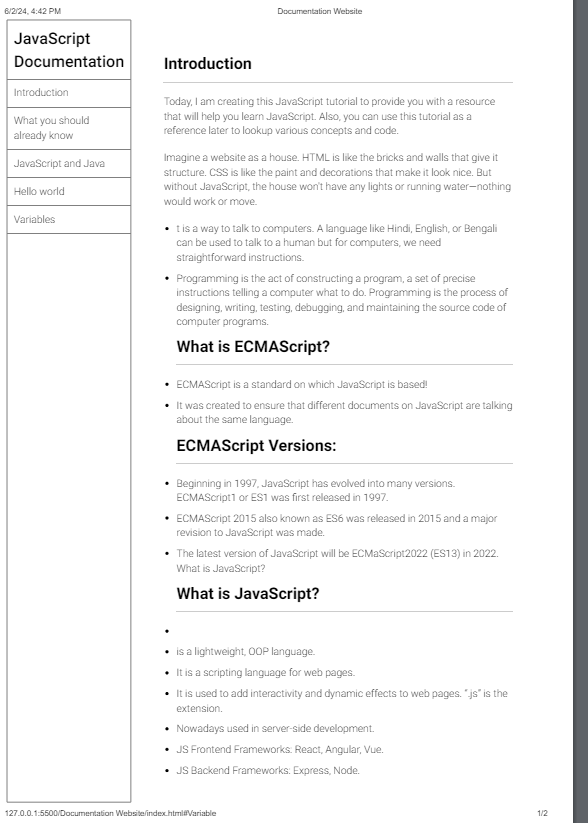 6/2/24, 4:42 PM
Documentation Website
JavaScript
Documentation
Introduction
What you should
already know
JavaScript and Java
Hello world
Variables
Introduction
Today, I am creating this JavaScript tutorial to provide you with a resource
that will help you learn JavaScript. Also, you can use this tutorial as a
reference later to lookup various concepts and code.
Imagine a website as a house. HTML is like the bricks and walls that give it
structure. CSS is like the paint and decorations that make it look nice. But
without JavaScript, the house won't have any lights or running water—nothing
would work or move.
• t is a way to talk to computers. A language like Hindi, English, or Bengali
can be used to talk to a human but for computers, we need
straightforward instructions.
• Programming is the act of constructing a program, a set of precise
instructions telling a computer what to do. Programming is the process of
designing, writing, testing, debugging, and maintaining the source code of
computer programs.
What is ECMAScript?
• ECMAScript is a standard on which JavaScript is based!
• It was created to ensure that different documents on JavaScript are talking
about the same language.
ECMAScript Versions:
• Beginning in 1997, JavaScript has evolved into many versions.
ECMAScript1 or ES1 was first released in 1997.
• ECMAScript 2015 also known as ES6 was released in 2015 and a major
revision to JavaScript was made.
• The latest version of JavaScript will be ECMaScript2022 (ES13) in 2022.
What is JavaScript?
What is JavaScript?
•
• is a lightweight, OOP language.
• It is a scripting language for web pages.
• It is used to add interactivity and dynamic effects to web pages. ".js" is the
extension.
• Nowadays used in server-side development.
• JS Frontend Frameworks: React, Angular, Vue.
• JS Backend Frameworks: Express, Node.
127.0.0.1:5500/Documentation Website/index.html#Variable
1/2